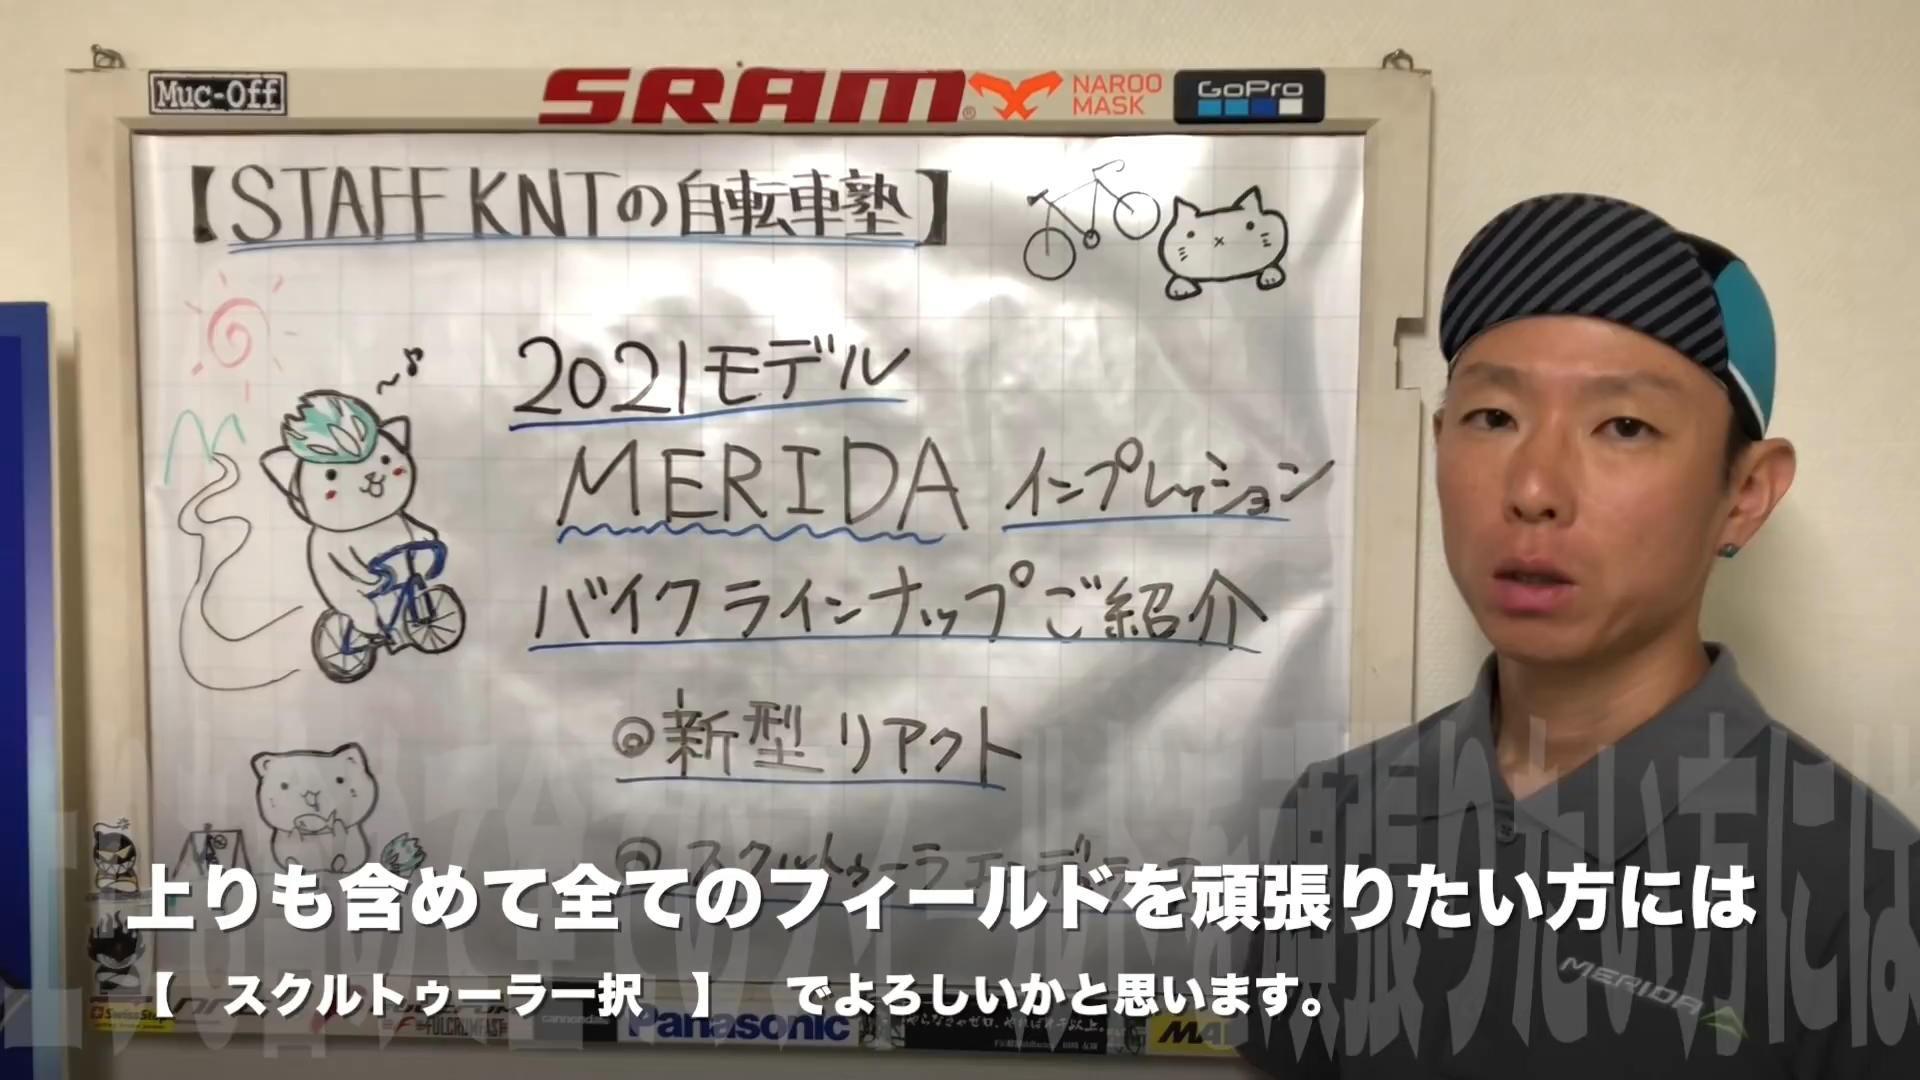 Muc-Off
SRAM
NAROO
MASK
GoPro
【STAFF KNTの自転車塾】
2021モデル
MERIDA インプレッション
バイクラインナップご紹介
◎新型リアクト
上りも含めて全てのフィールドを頑張りたい方には
【 スクルトゥーラ一択 】 でよろしいかと思います。
MERIDA
SwissStop
FULCRUM
cannondale
Panasonic